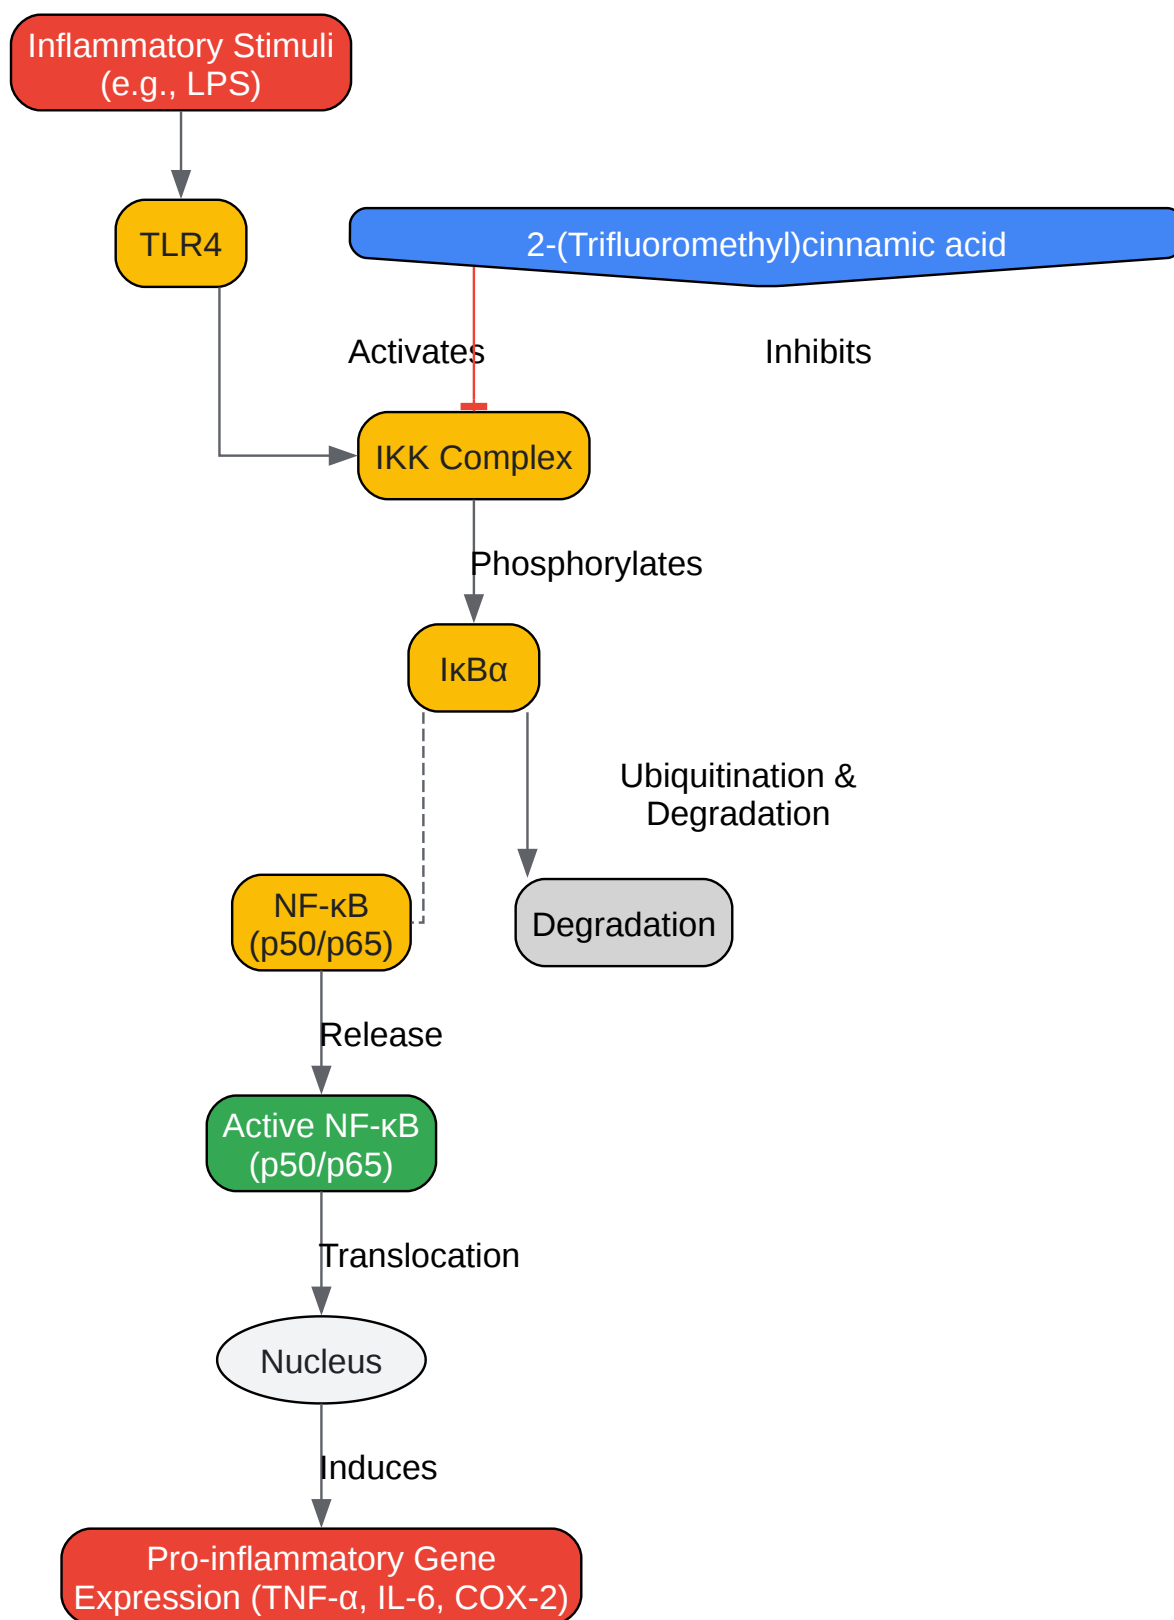 Inflammatory Stimuli
(e.g., LPS)
TLR4
2-(Trifluoromethyl)cinnamic acid
Activates
Inhibits
IKK Complex
Phosphorylates
IκBα
Ubiquitination &
Degradation
NF-κB
(p50/p65)
Degradation
Release
Active NF-κB
(p50/p65)
Translocation
Nucleus
Induces
Pro-inflammatory Gene
Expression (TNF-α, IL-6, COX-2)